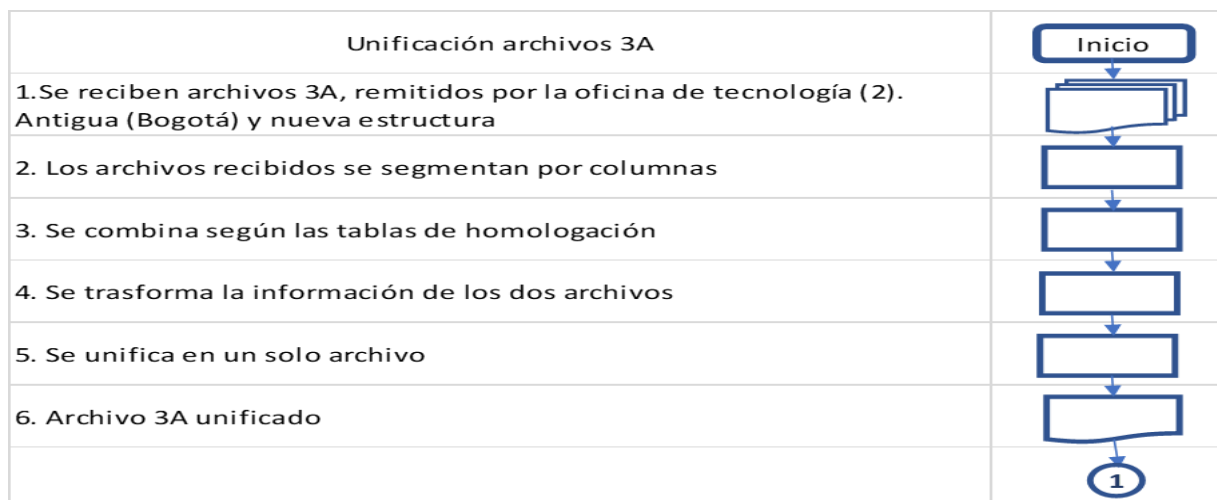 Unificación archivos 3A
Inicio
1.Se reciben archivos 3A, remitidos por la oficina de tecnología (2).
Antigua (Bogotá) y nueva estructura
2. Los archivos recibidos se segmentan por columnas
3. Se combina según las tablas de homologación
4. Se trasforma la información de los dos archivos
5. Se unifica en un solo archivo
6. Archivo 3A unificado
1